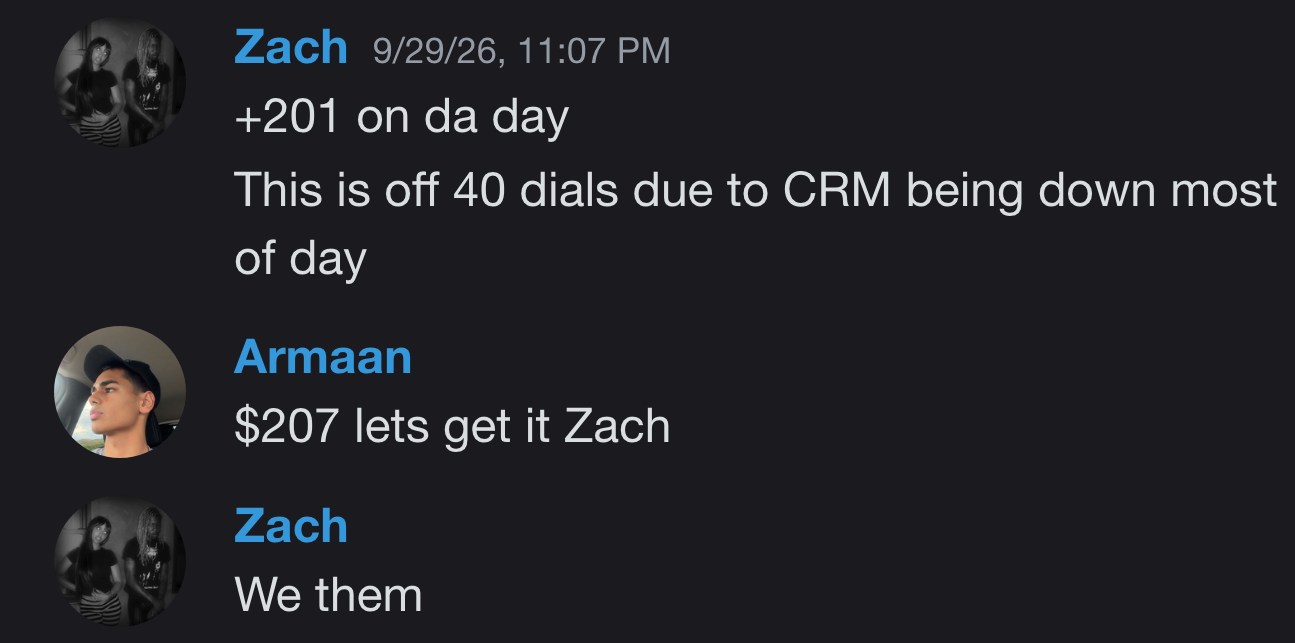 Zach 9/29/26, 11:07 PM
+201 on da day
This is off 40 dials due to CRM being down most
of day
Armaan
$207 lets get it Zach
Zach
We them